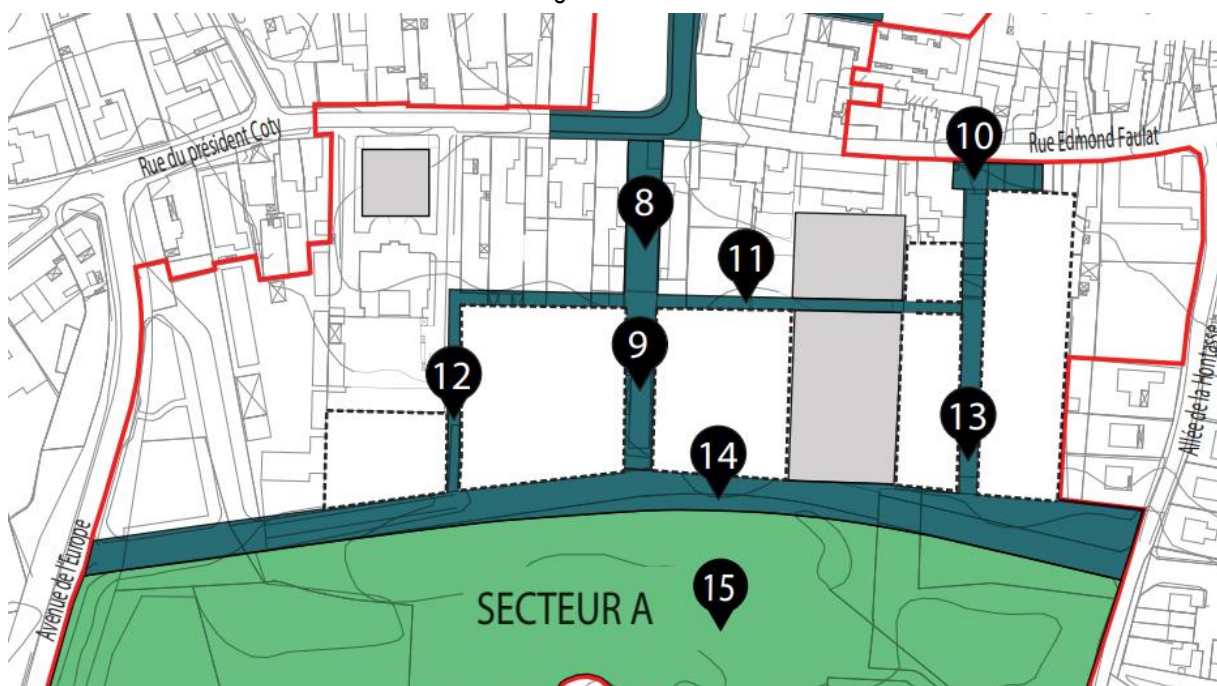 Rue du président Coty
Rue Edmond Faulat
10
8
11
9
12
13
14
Allée de la Hontasse
Avenue de l'Europe
15
SECTEUR A